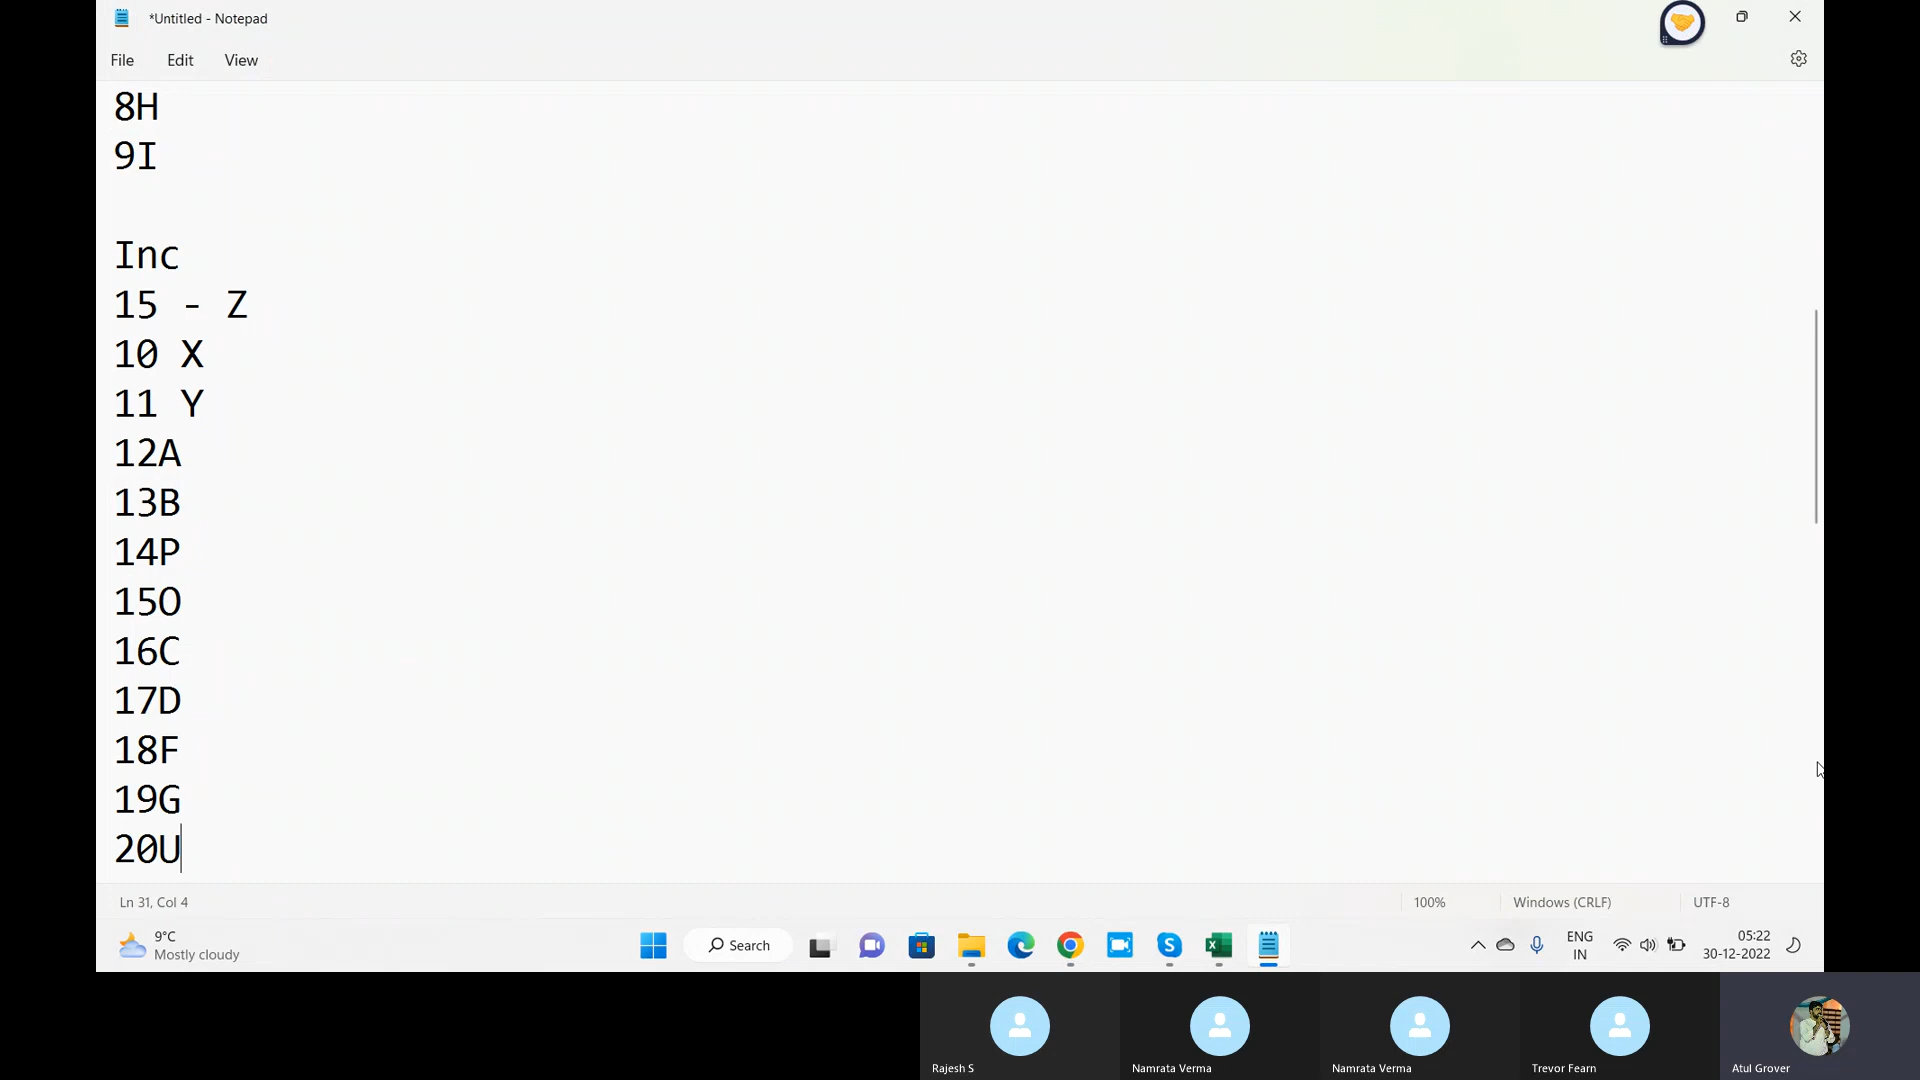 *Untitled - Notepad
File Edit View
8H
9I
Inc
15 - Z
10 X
11 Y
12A
13B
14P
15O
16C
17D
18F
19G
20U
Ln 31, Col 4 100% Windows (CRLF) UTF-8
9°C
Mostly cloudy
Search
ENG
IN
05:22
30-12-2022
Rajesh S Namrata Verma Namrata Verma Trevor Fearn Atul Grover